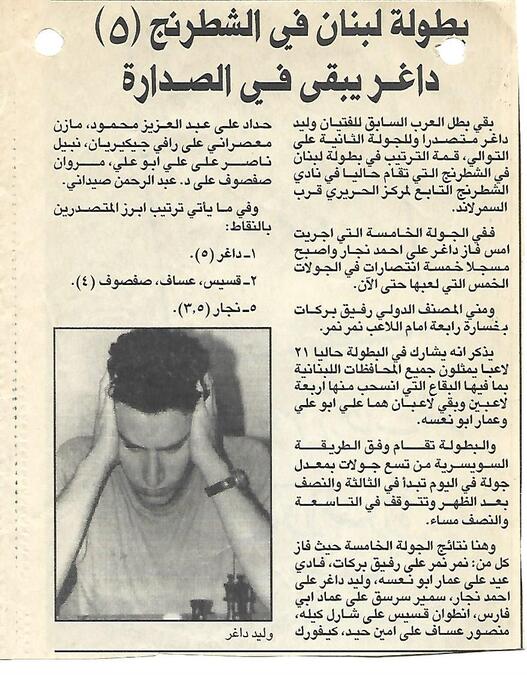 بطولة لبنان في الشطرنج (٥)
داغر يبقى في الصدارة
بقي بطل العرب السابق للفتيان وليد
داغر متصدرا وللجولة الثانية على
التوالي، قمة الترتيب في بطولة لبنان
في الشطرنج التي تقام حاليا في نادي
الشطرنج التابع لمركز الحريري قرب
السمرلاند.
ففي الجولة الخامسة التي اجريت
امس فاز داغر على احمد نجار واصبح
مسجلا خمسة انتصارات في الجولات
الخمس التي لعبها حتى الآن.
ومني المصنف الدولي رفيق بركات
بخسارة رابعة امام اللاعب نمر نمر.
يذكر انه يشارك في البطولة حاليا ٢١
لاعبا يمثلون جميع المحافظات اللبنانية
بما فيها البقاع التي انسحب منها أربعة
لاعبين وبقي لاعبان هما علي ابو علي
وعمار ابو نعسه.
والبطولة تقام وفق الطريقة
السويسرية من تسع جولات بمعدل
جولة في اليوم تبدأ في الثالثة والنصف
بعد الظهر وتتوقف في التاسعة
والنصف مساء.
وهنا نتائج الجولة الخامسة حيث فاز
كل من: نمر نمر على رفيق بركات، فادي
عيد على عمار ابو نعسه، وليد داغر على
احمد نجار، سمير سرسق على عماد ابي
فارس، أنطوان قسيس على شارل كيله،
منصور عساف على امين حيد، كيفورك
حداد على عبد العزيز محمود، مازن
معصراني على رافي جيكيريان، نبيل
ناصر على علي ابو علي، مروان
صفصوف على د. عبد الرحمن صيداني.
وفي ما يأتي ترتيب ابرز المتصدرين
بالنقاط:
١ـ داغر (٥).
٢ـ قسيس، عساف، صفصوف (٤).
٥ـ نجار (٣,٥).
وليد داغر